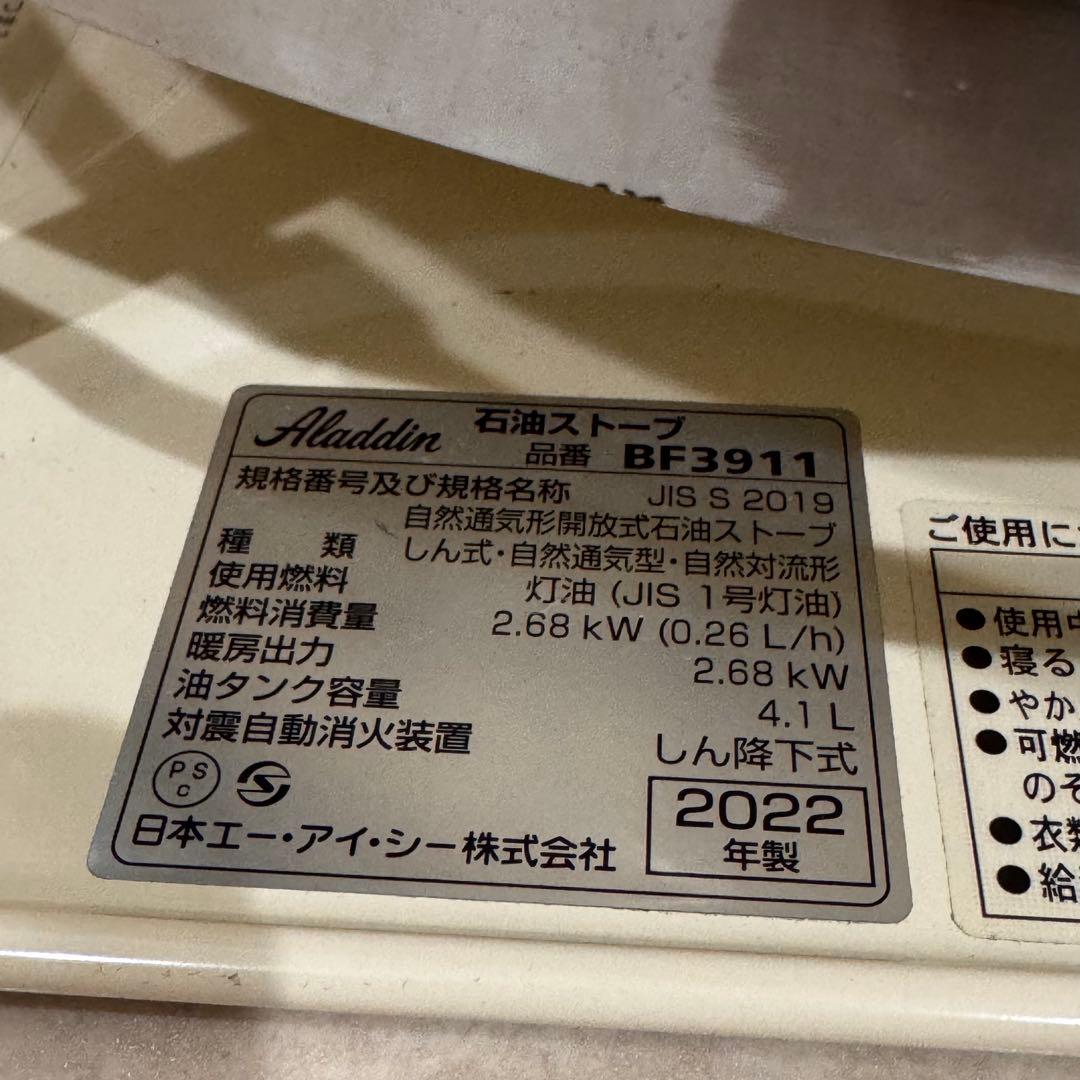 Aladdin 石油ストーブ
品番 BF3911
規格番号及び規格名称 JIS S 2019
自然通気形開放式石油ストーブ
種 類 しん式・自然通気型・自然対流形
使用燃料 灯油 (JIS 1号灯油)
燃料消費量 2.68 kW (0.26 L/h)
暖房出力 2.68 kW
油タンク容量 4.1 L
対震自動消火装置 しん降下式
PSC
日本エー・アイ・シー株式会社
2022
年製
ご使用に
●使用中
●寝る
●やか
●可燃
のそ
●衣類
●給